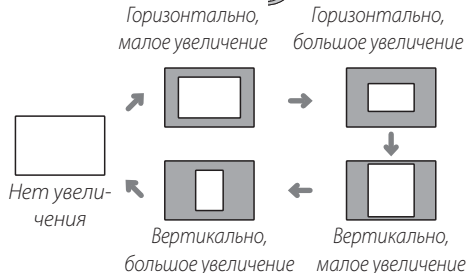 Горизонтально,
малое увеличение
Горизонтально,
большое увеличение
Нет увели-
чения
Вертикально,
большое увеличение
Вертикально,
малое увеличение